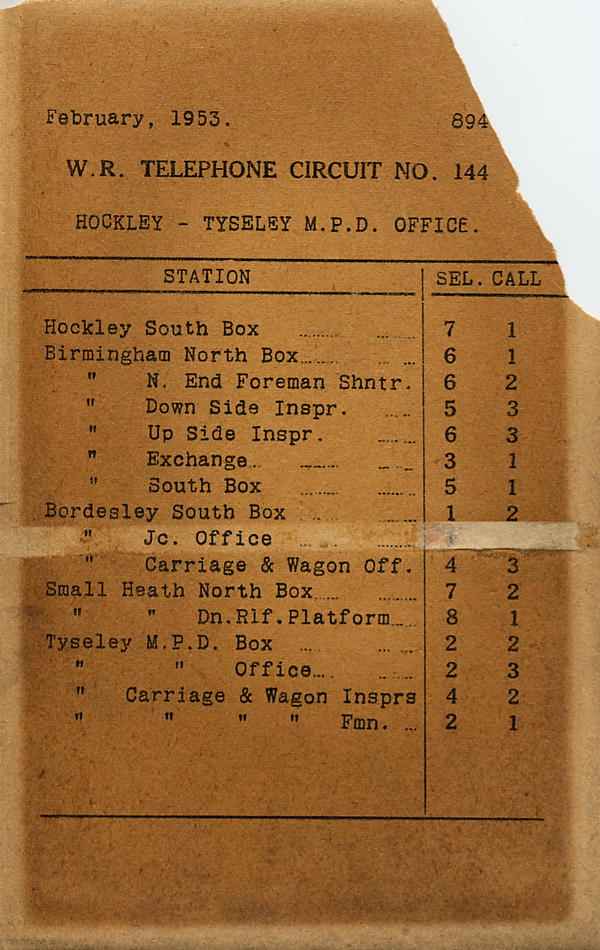 February, 1953. 894
W.R. TELEPHONE CIRCUIT NO. 144
HOCKLEY - TYSELEY M.P.D. OFFICE.
STATION SEL. CALL
Hockley South Box ........ .... 7 1
Birmingham North Box........ ... .... 6 1
" N. End Foreman Shntr. 6 2
" Down Side Inspr. .... 5 3
" Up Side Inspr. ....... 6 3
" Exchange.. ....... ... .. 3 1
" South Box ....... ....... 5 1
Bordesley South Box .... .... 1 2
" Jc. Office .... .......
" Carriage & Wagon Off. 4 3
Small Heath North Box..... ....... 7 2
" " Dn.Rlf.Platform.... 8 1
Tyseley M.P.D. Box .... ... .. 2 2
" " Office.... ..... 2 3
" Carriage & Wagon Insprs 4 2
" " " " Fmn. ... 2 1